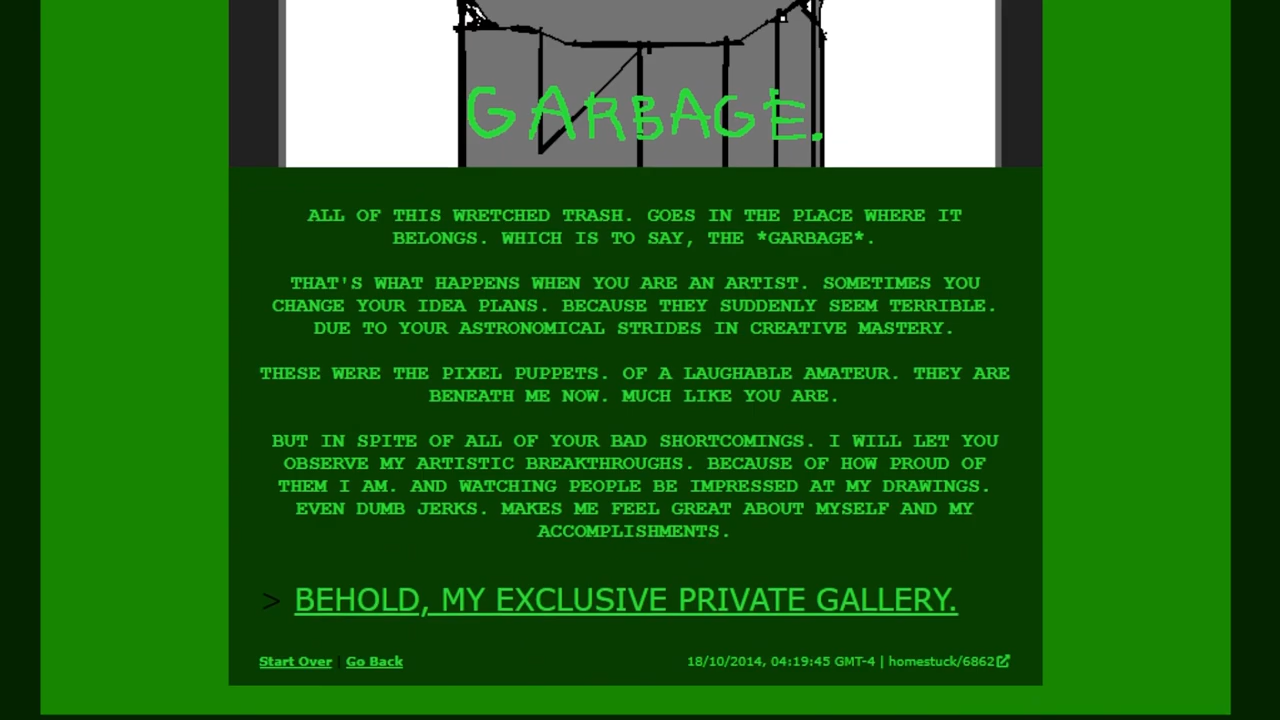 GARBAGE.
ALL OF THIS WRETCHED TRASH. GOES IN THE PLACE WHERE IT
BELONGS. WHICH IS TO SAY, THE *GARBAGE*.
THAT'S WHAT HAPPENS WHEN YOU ARE AN ARTIST. SOMETIMES YOU
CHANGE YOUR IDEA PLANS. BECAUSE THEY SUDDENLY SEEM TERRIBLE.
DUE TO YOUR ASTRONOMICAL STRIDES IN CREATIVE MASTERY.
THESE WERE THE PIXEL PUPPETS. OF A LAUGHABLE AMATEUR. THEY ARE
BENEATH ME NOW. MUCH LIKE YOU ARE.
BUT IN SPITE OF ALL OF YOUR BAD SHORTCOMINGS. I WILL LET YOU
OBSERVE MY ARTISTIC BREAKTHROUGHS. BECAUSE OF HOW PROUD OF
THEM I AM. AND WATCHING PEOPLE BE IMPRESSED AT MY DRAWINGS.
EVEN DUMB JERKS. MAKES ME FEEL GREAT ABOUT MYSELF AND MY
ACCOMPLISHMENTS.
> BEHOLD, MY EXCLUSIVE PRIVATE GALLERY.
Start Over | Go Back
18/10/2014, 04:19:45 GMT-4 | homestuck/6862